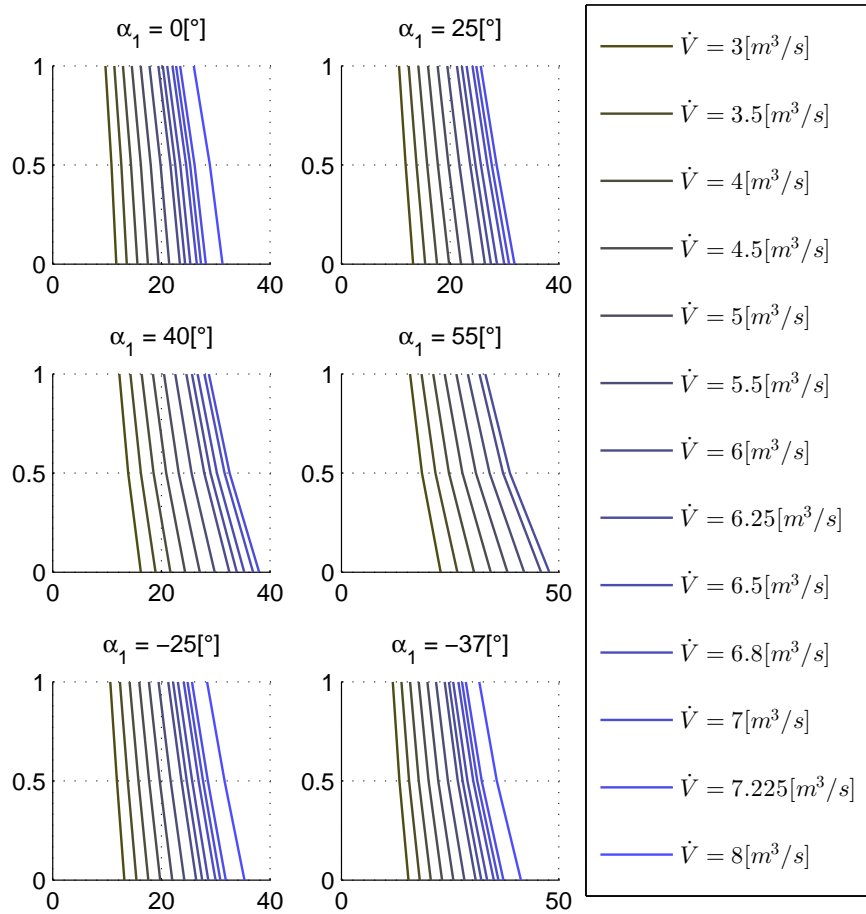 α1 = 0[°]
1
0.5
0
0 20 40
α1 = 25[°]
1
0.5
0
0 20 40
α1 = 40[°]
1
0.5
0
0 20 40
α1 = 55[°]
1
0.5
0
0 50
α1 = −25[°]
1
0.5
0
0 20 40
α1 = −37[°]
1
0.5
0
0 50
V̇ = 3[m³/s]
V̇ = 3.5[m³/s]
V̇ = 4[m³/s]
V̇ = 4.5[m³/s]
V̇ = 5[m³/s]
V̇ = 5.5[m³/s]
V̇ = 6[m³/s]
V̇ = 6.25[m³/s]
V̇ = 6.5[m³/s]
V̇ = 6.8[m³/s]
V̇ = 7[m³/s]
V̇ = 7.225[m³/s]
V̇ = 8[m³/s]